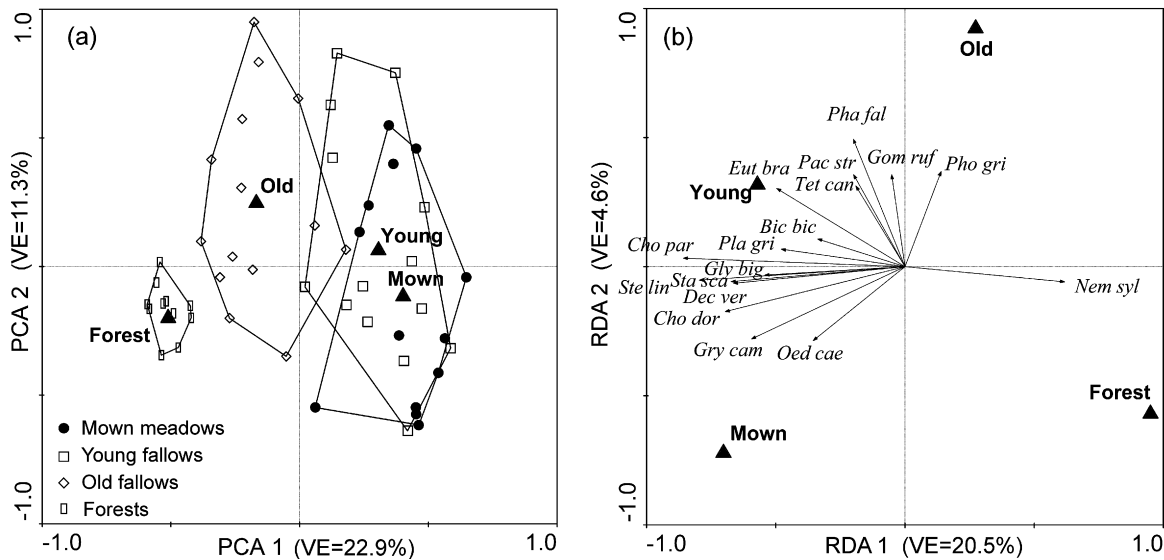 (a)
1.0
PCA 2 (VE=11.3%)
-1.0
Old
Young
Mown
Forest
Mown meadows
Young fallows
Old fallows
Forests
-1.0
PCA 1 (VE=22.9%)
1.0
(b)
1.0
RDA 2 (VE=4.6%)
-1.0
Old
Pha fal
Eut bra
Pac str
Gom ruf
Pho gri
Tet can
Young
Bic bic
Cho par
Pla gri
Gly big
Ste lin
Sta sca
Dec ver
Nem syl
Cho dor
Gry cam
Oed cae
Forest
Mown
-1.0
RDA 1 (VE=20.5%)
1.0